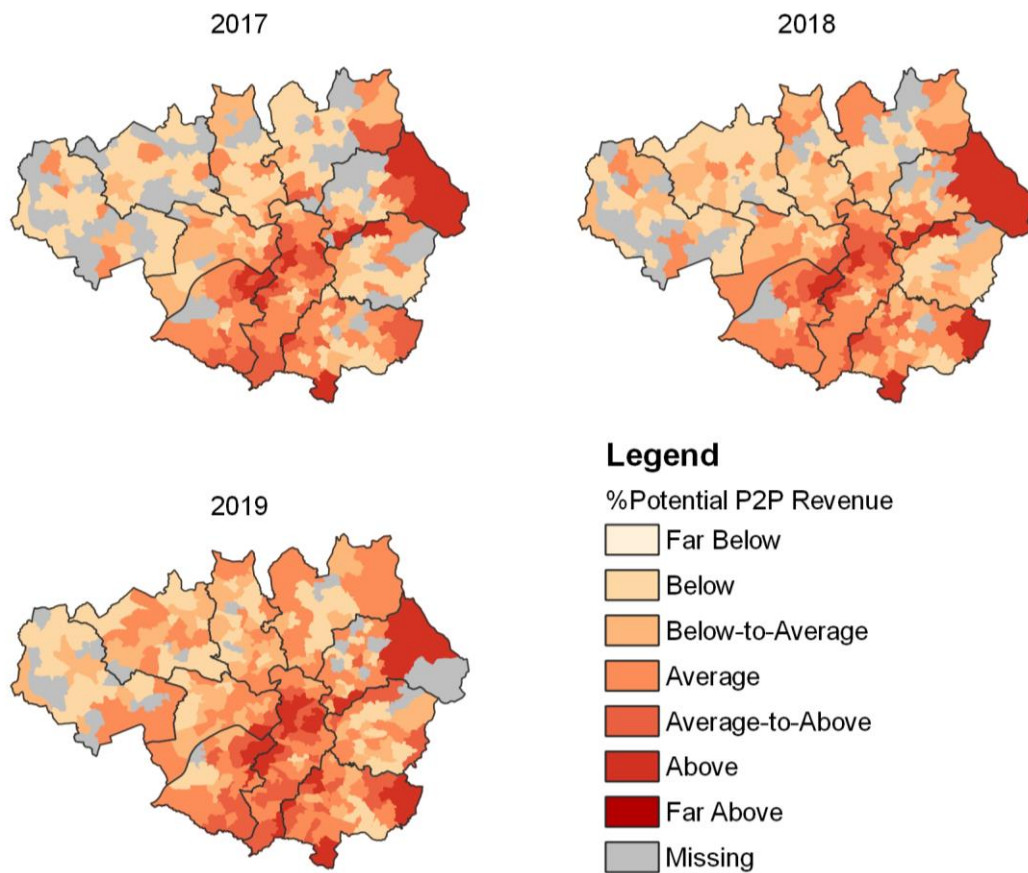 2017
2018
2019
Legend
%Potential P2P Revenue
Far Below
Below
Below-to-Average
Average
Average-to-Above
Above
Far Above
Missing